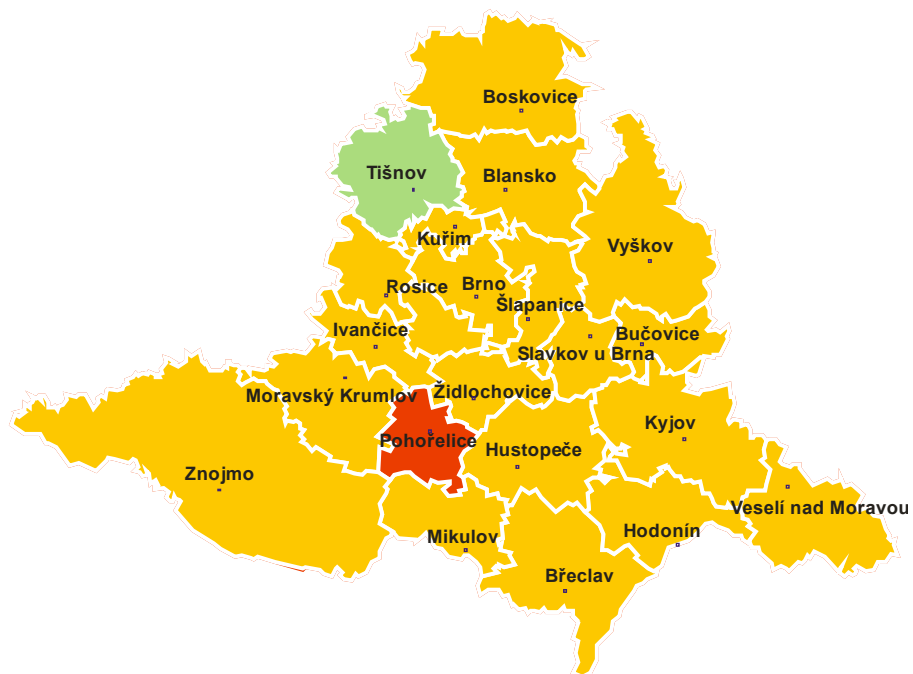 Boskovice
Tišnov
Blansko
Kuřim
Vyškov
Rosice
Brno
Šlapanice
Ivančice
Bučovice
Slavkov u Brna
Moravský Krumlov
Židlochovice
Pohořelice
Kyjov
Hustopeče
Znojmo
Veselí nad Moravou
Mikulov
Hodonín
Břeclav